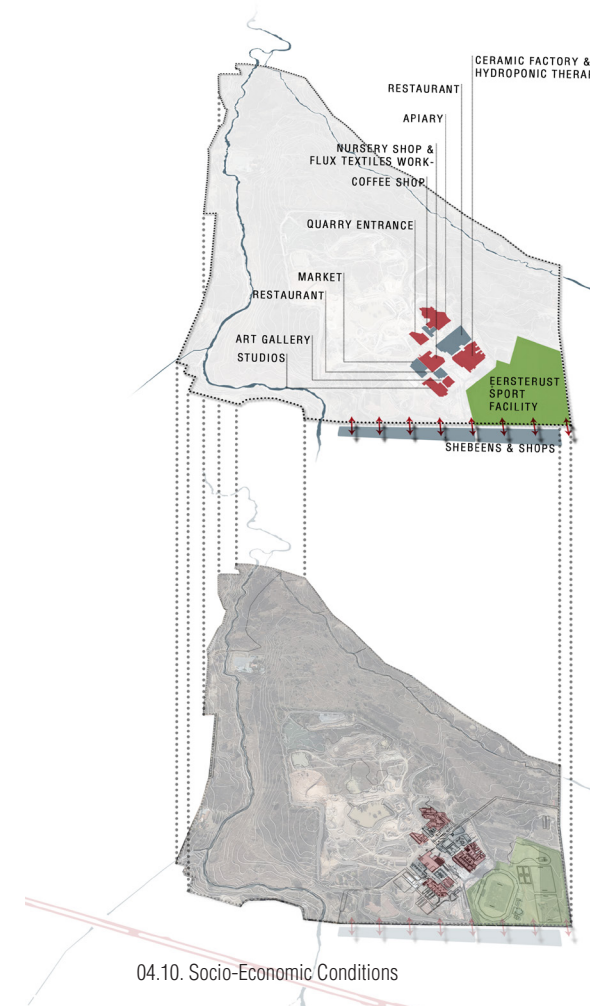 CERAMIC FACTORY &
HYDROPONIC THERA
RESTAURANT
APIARY
NURSERY SHOP &
FLUX TEXTILES WORK-
COFFEE SHOP
QUARRY ENTRANCE
MARKET
RESTAURANT
ART GALLERY
STUDIOS
EERSTERUST
SPORT
FACILITY
SHEBEENS & SHOPS
04.10. Socio-Economic Conditions